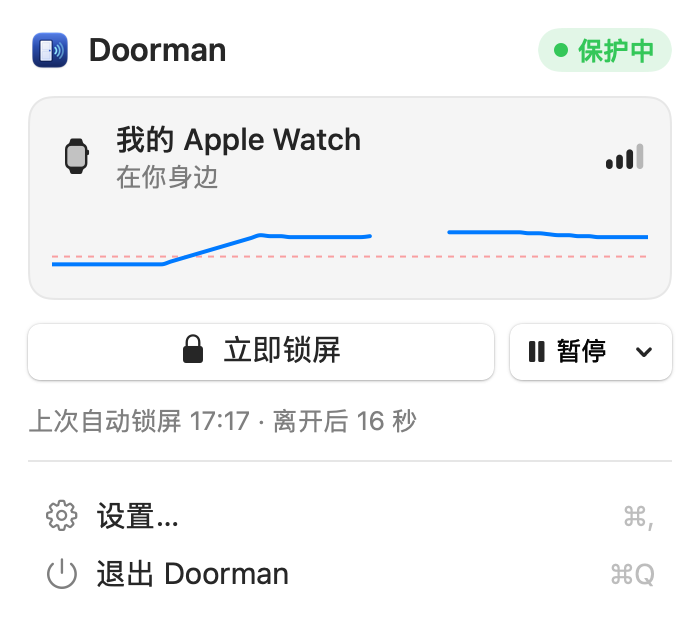 Doorman
保护中
我的 Apple Watch
在你身边
立即锁屏
暂停
上次自动锁屏 17:17 · 离开后 16 秒
设置... ⌘,
退出 Doorman ⌘Q